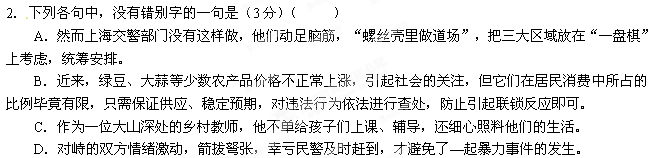 2. 下列各句中，没有错别字的一句是（3分）（　　）
A．然而上海交警部门没有这样做，他们动足脑筋，“螺丝壳里做道场”，把三大区域放在“一盘棋”
上考虑，统筹安排。
B．近来，绿豆、大蒜等少数农产品价格不正常上涨，引起社会的关注，但它们在居民消费中所占的
比例毕竟有限，只需保证供应、稳定预期，对违法行为依法进行查处，防止引起联锁反应即可。
C．作为一位大山深处的乡村教师，他不单给孩子们上课、辅导，还细心照料他们的生活。
D．对峙的双方情绪激动，箭拔弩张，幸亏民警及时赶到，才避免了—起暴力事件的发生。